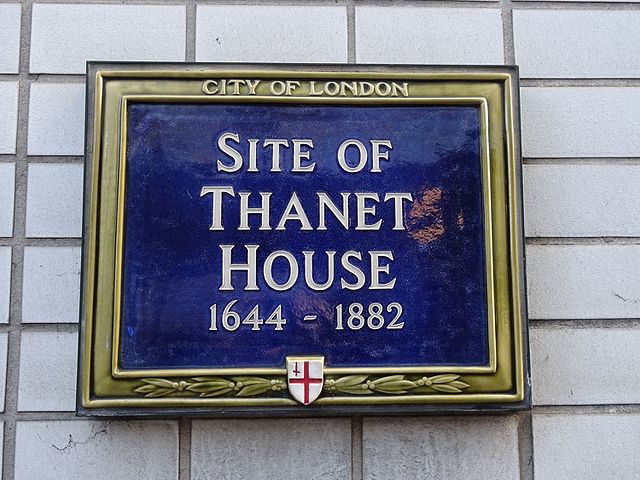 CITY OF LONDON
SITE OF
THANET
HOUSE
1644 - 1882